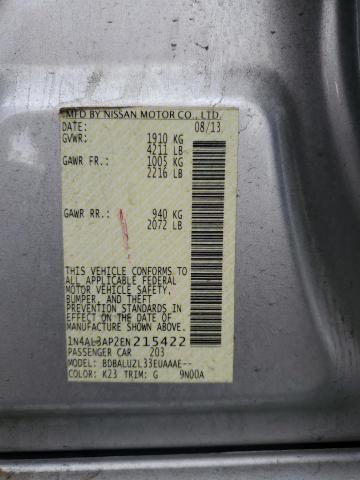 MFD BY NISSAN MOTOR CO., LTD.
DATE: 08/13
GVWR: 1910 KG
4211 LB
GAWR FR.: 1005 KG
2216 LB
GAWR RR.: 940 KG
2072 LB
THIS VEHICLE CONFORMS TO
ALL APPLICABLE FEDERAL
MOTOR VEHICLE SAFETY,
BUMPER, AND THEFT
PREVENTION STANDARDS IN
EFFECT ON THE DATE OF
MANUFACTURE SHOWN ABOVE.
1N4AL3AP2EN215422
PASSENGER CAR 203
MODEL: BDBALUZL33EUAAAE--
COLOR: K23 TRIM: G 9N00A